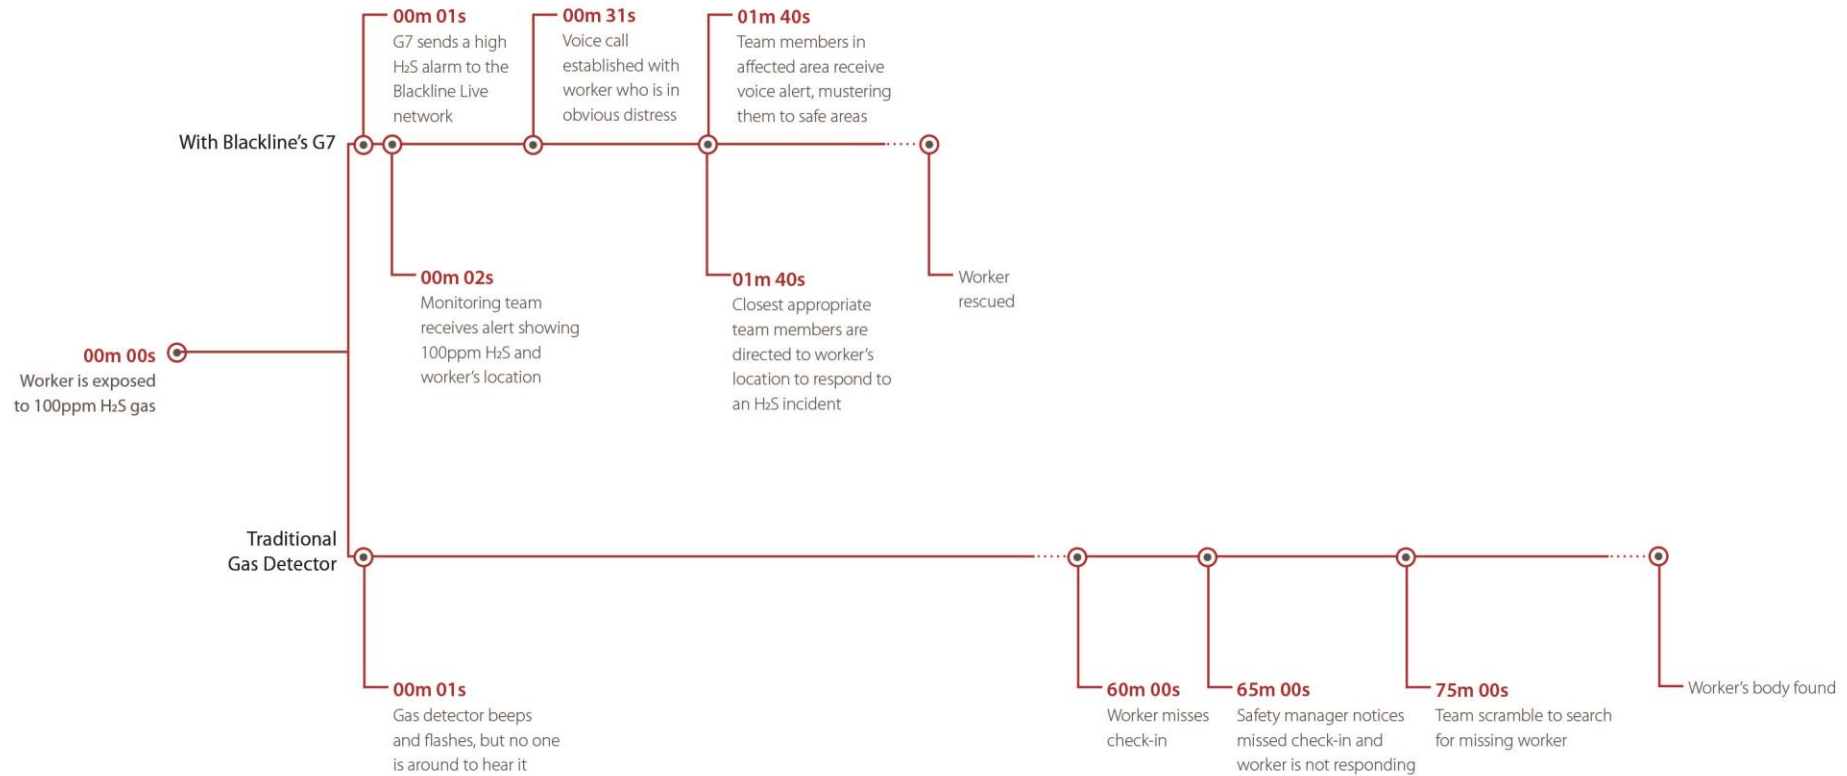 00m 01s
G7 sends a high
H₂S alarm to the
Blackline Live
network
00m 31s
Voice call
established with
worker who is in
obvious distress
01m 40s
Team members in
affected area receive
voice alert, mustering
them to safe areas
With Blackline's G7
00m 02s
Monitoring team
receives alert showing
100ppm H₂S and
worker's location
01m 40s
Closest appropriate
team members are
directed to worker's
location to respond to
an H₂S incident
Worker
rescued
00m 00s
Worker is exposed
to 100ppm H₂S gas
Traditional
Gas Detector
00m 01s
Gas detector beeps
and flashes, but no one
is around to hear it
60m 00s
Worker misses
check-in
65m 00s
Safety manager notices
missed check-in and
worker is not responding
75m 00s
Team scramble to search
for missing worker
Worker's body found